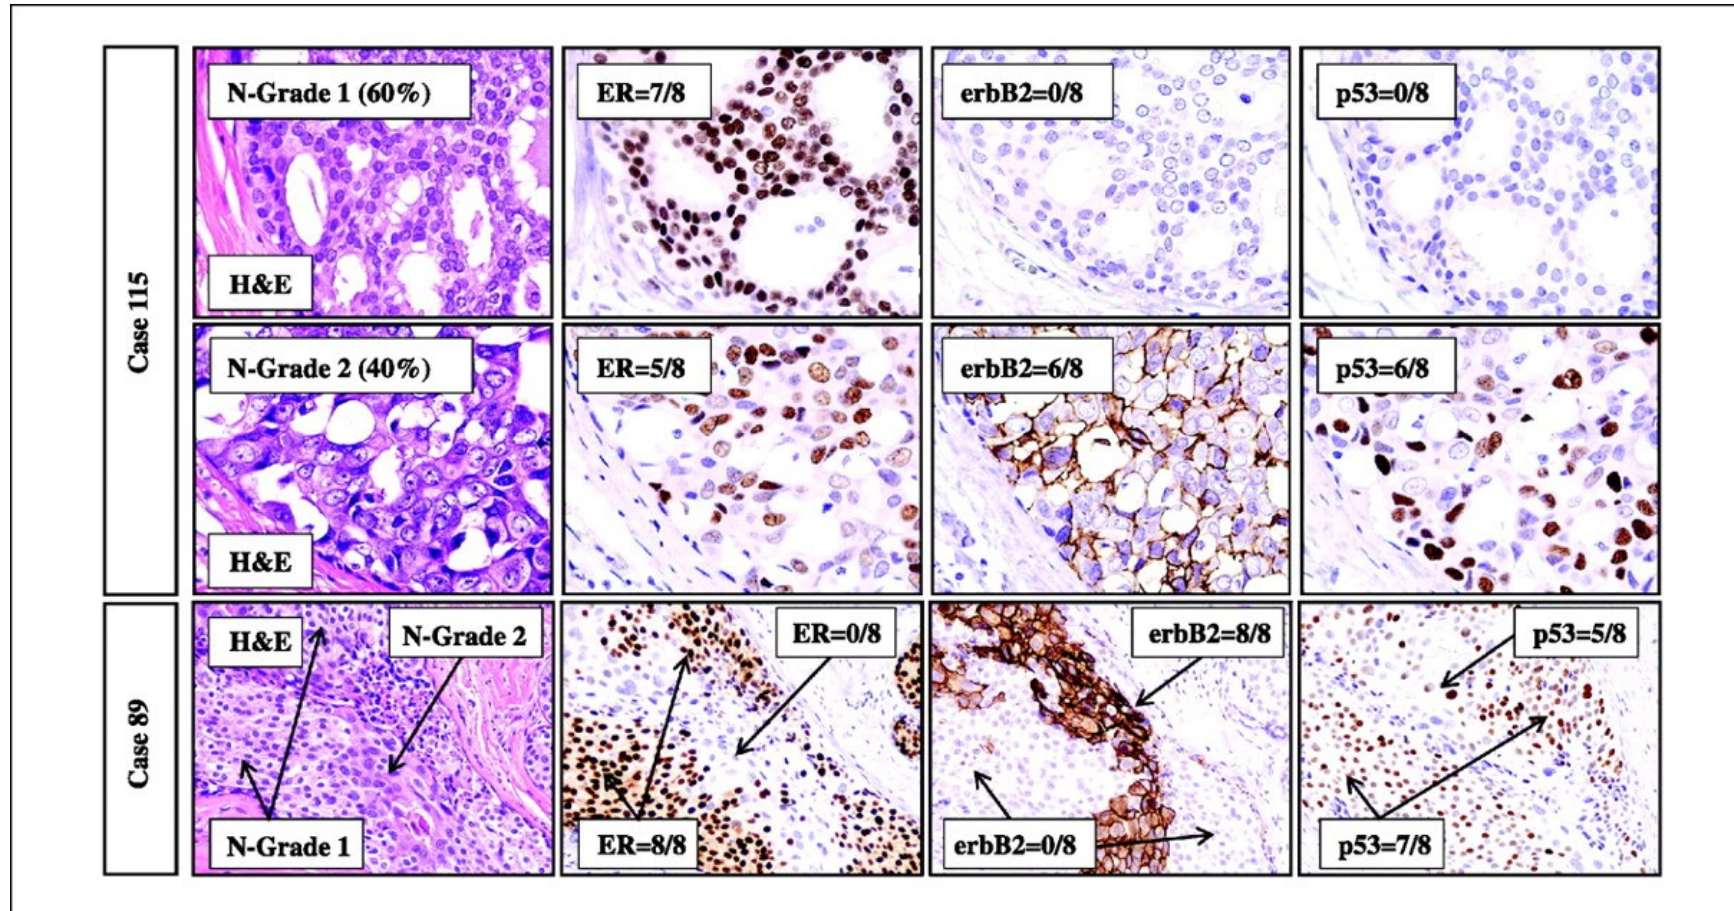 Case 115
N-Grade 1 (60%)
H&E
ER=7/8
erbB2=0/8
p53=0/8
N-Grade 2 (40%)
H&E
ER=5/8
erbB2=6/8
p53=6/8
Case 89
H&E
N-Grade 2
N-Grade 1
ER=0/8
ER=8/8
erbB2=8/8
erbB2=0/8
p53=5/8
p53=7/8